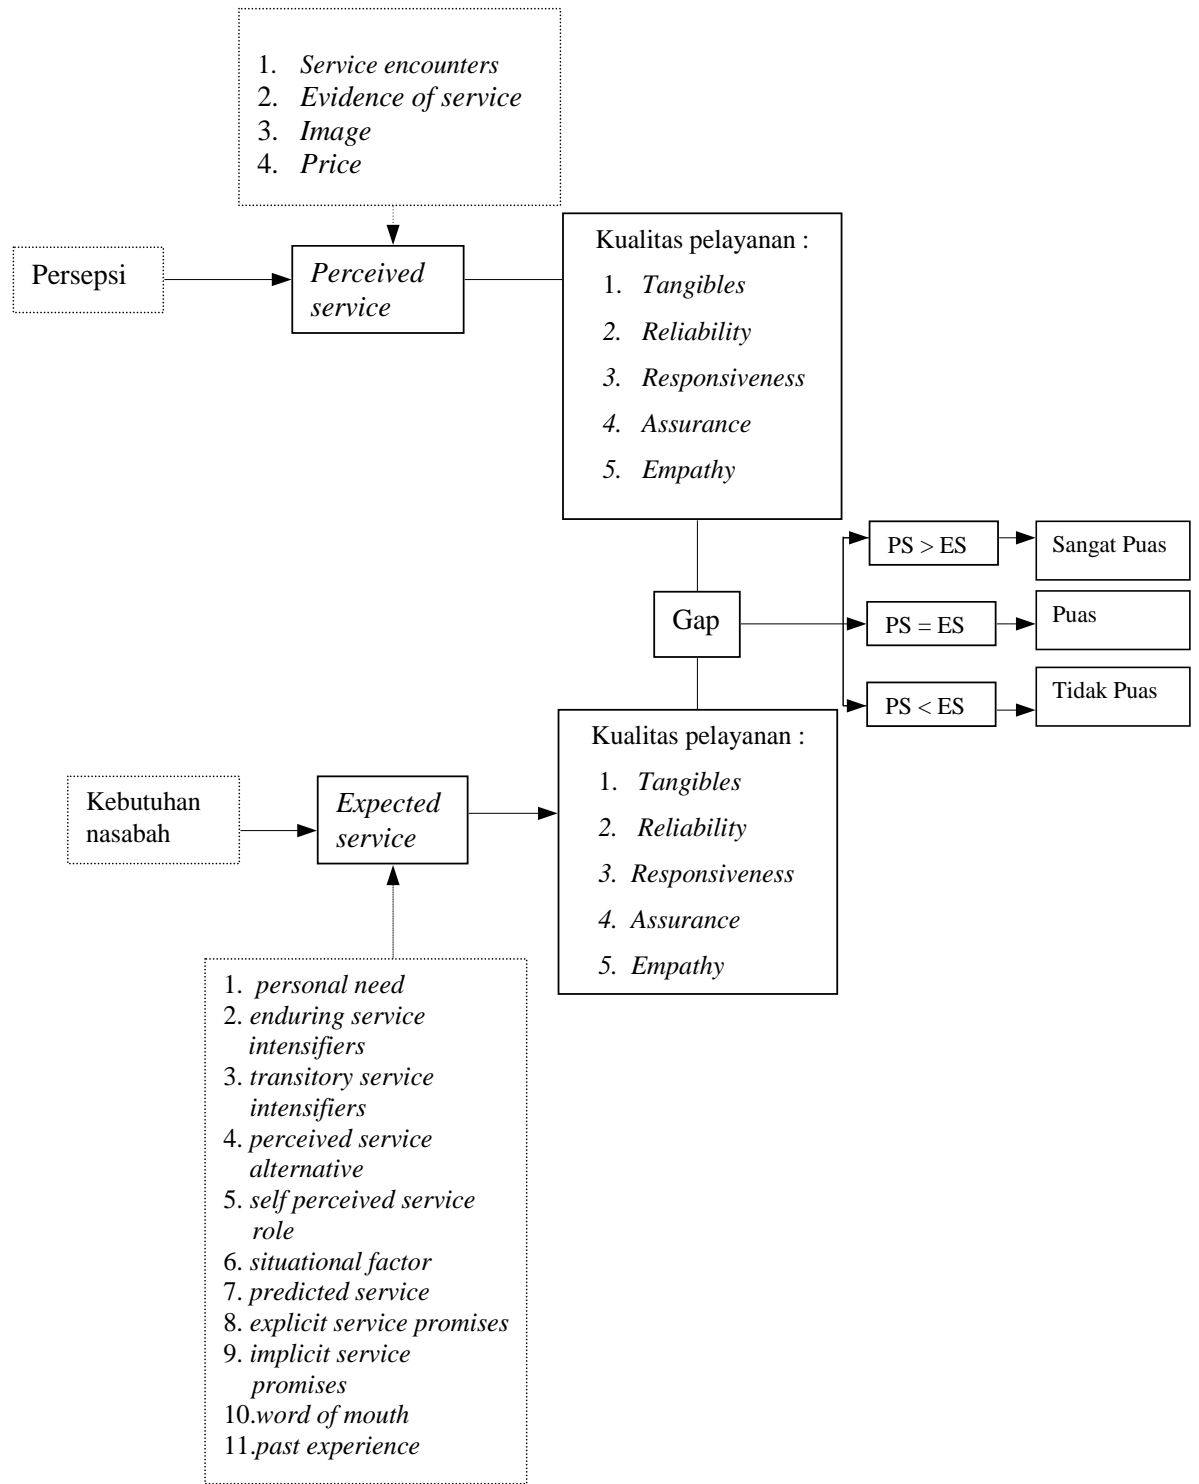 1. Service encounters
2. Evidence of service
3. Image
4. Price
Persepsi
Perceived
service
Kualitas pelayanan :
1. Tangibles
2. Reliability
3. Responsiveness
4. Assurance
5. Empathy
PS > ES
Sangat Puas
Gap
PS = ES
Puas
PS < ES
Tidak Puas
Kualitas pelayanan :
1. Tangibles
2. Reliability
3. Responsiveness
4. Assurance
5. Empathy
Kebutuhan
nasabah
Expected
service
1. personal need
2. enduring service
intensifiers
3. transitory service
intensifiers
4. perceived service
alternative
5. self perceived service
role
6. situational factor
7. predicted service
8. explicit service promises
9. implicit service
promises
10.word of mouth
11.past experience